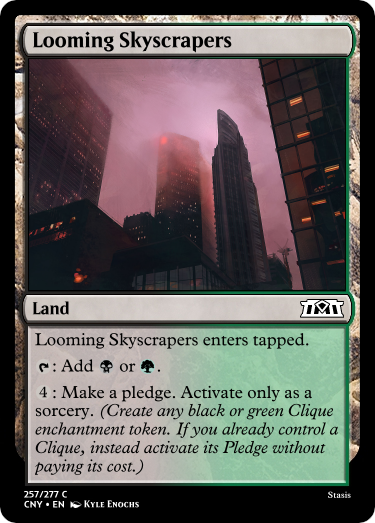 Looming Skyscrapers
Land
Looming Skyscrapers enters tapped.
: Add or .
4 : Make a pledge. Activate only as a
sorcery. (Create any black or green Clique
enchantment token. If you already control a
Clique, instead activate its Pledge without
paying its cost.)
257/277 C
CNY • EN Kyle Enochs
Stasis